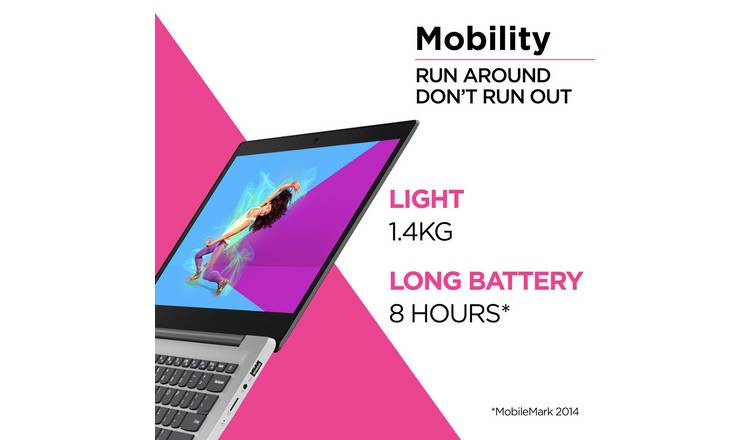 Mobility
RUN AROUND
DON'T RUN OUT
LIGHT
1.4KG
LONG BATTERY
8 HOURS*
*MobileMark 2014